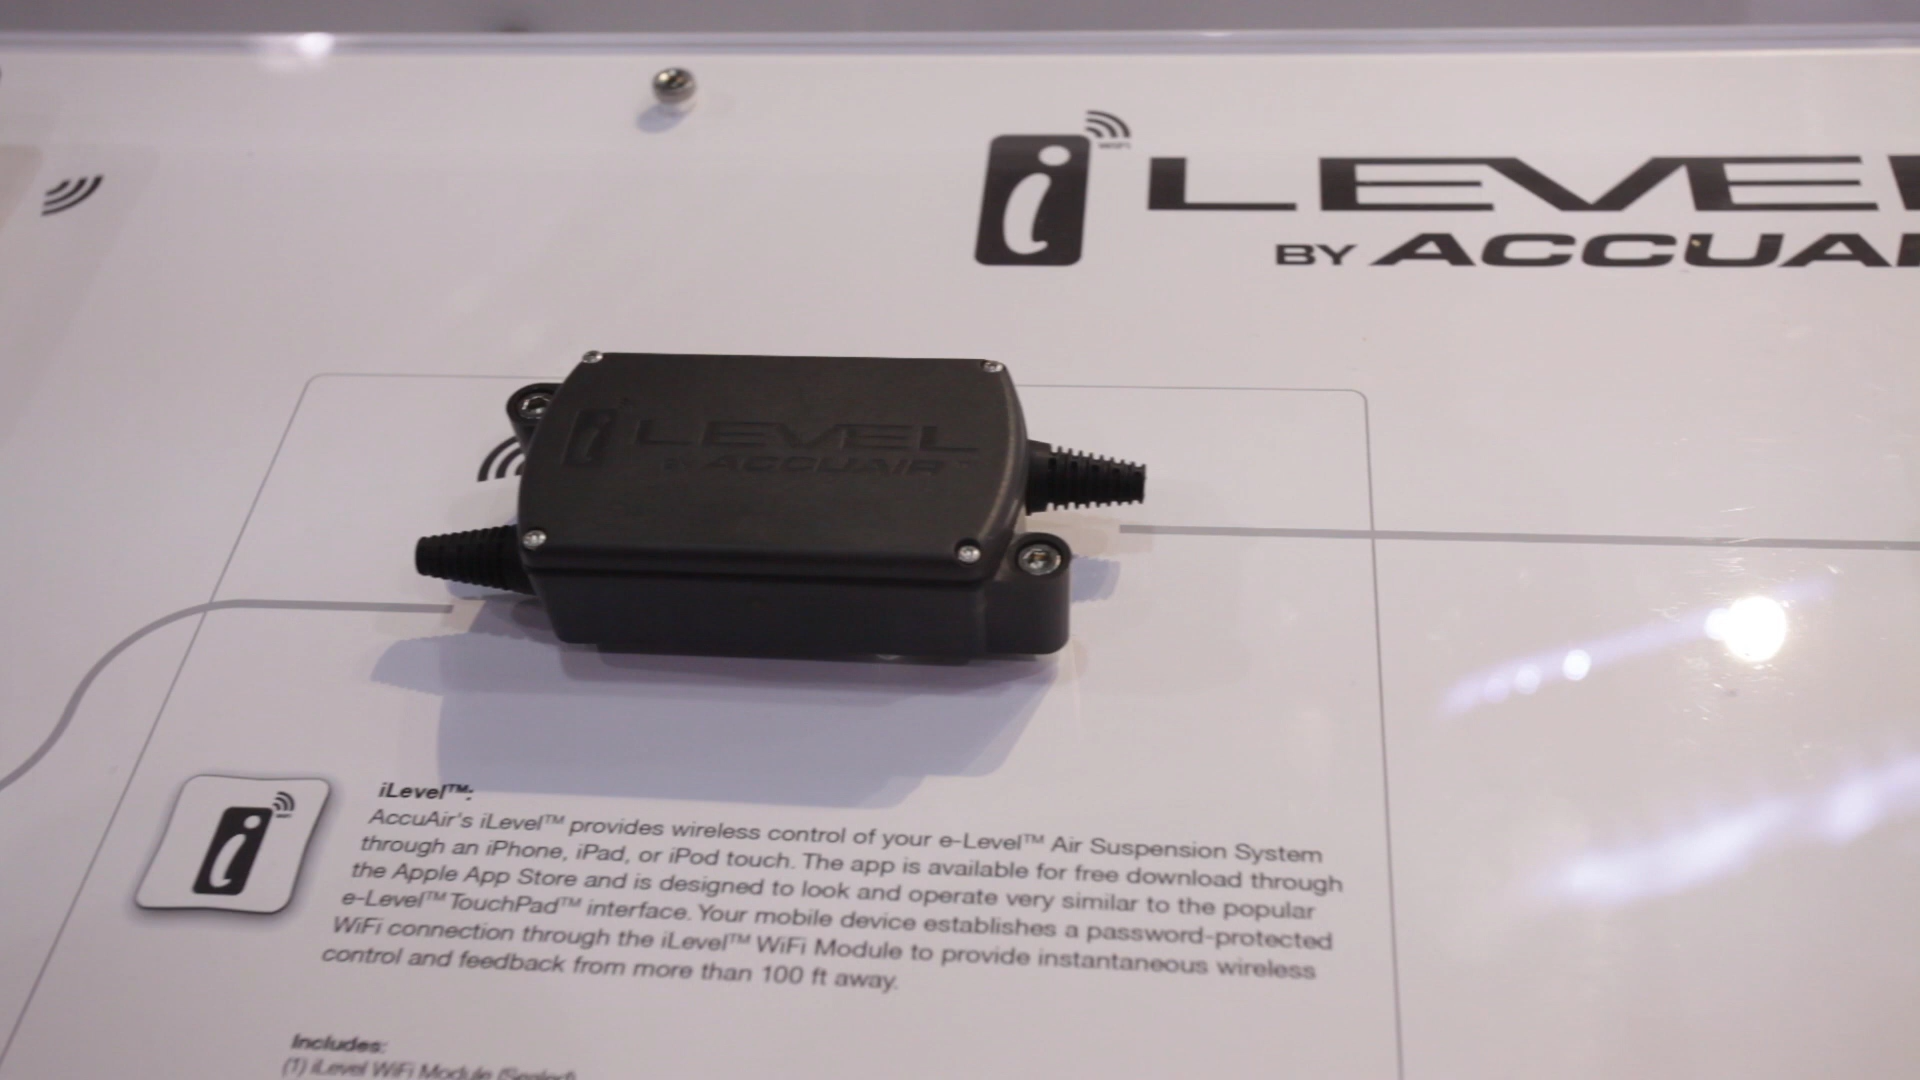 WiFi
i LEVE
BY ACCUAI
i LEVEL
BY ACCUAIR
iLevel™:
AccuAir's iLevel™ provides wireless control of your e-Level™ Air Suspension System
through an iPhone, iPad, or iPod touch. The app is available for free download through
the Apple App Store and is designed to look and operate very similar to the popular
e-Level™ TouchPad™ interface. Your mobile device establishes a password-protected
WiFi connection through the iLevel™ WiFi Module to provide instantaneous wireless
control and feedback from more than 100 ft away.
i
Includes:
(1) iLevel WiFi Module (Sealed)